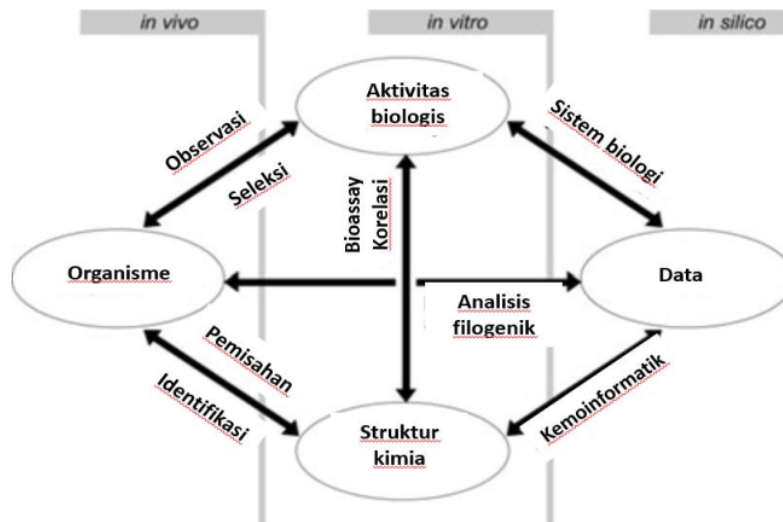 in vivo
in vitro
in silico
Aktivitas
biologis
Observasi
Seleksi
Sistem biologi
Bioassay
Korelasi
Organisme
Data
Analisis
filogenik
Pemisahan
Identifikasi
Kemoinformatik
Struktur
kimia